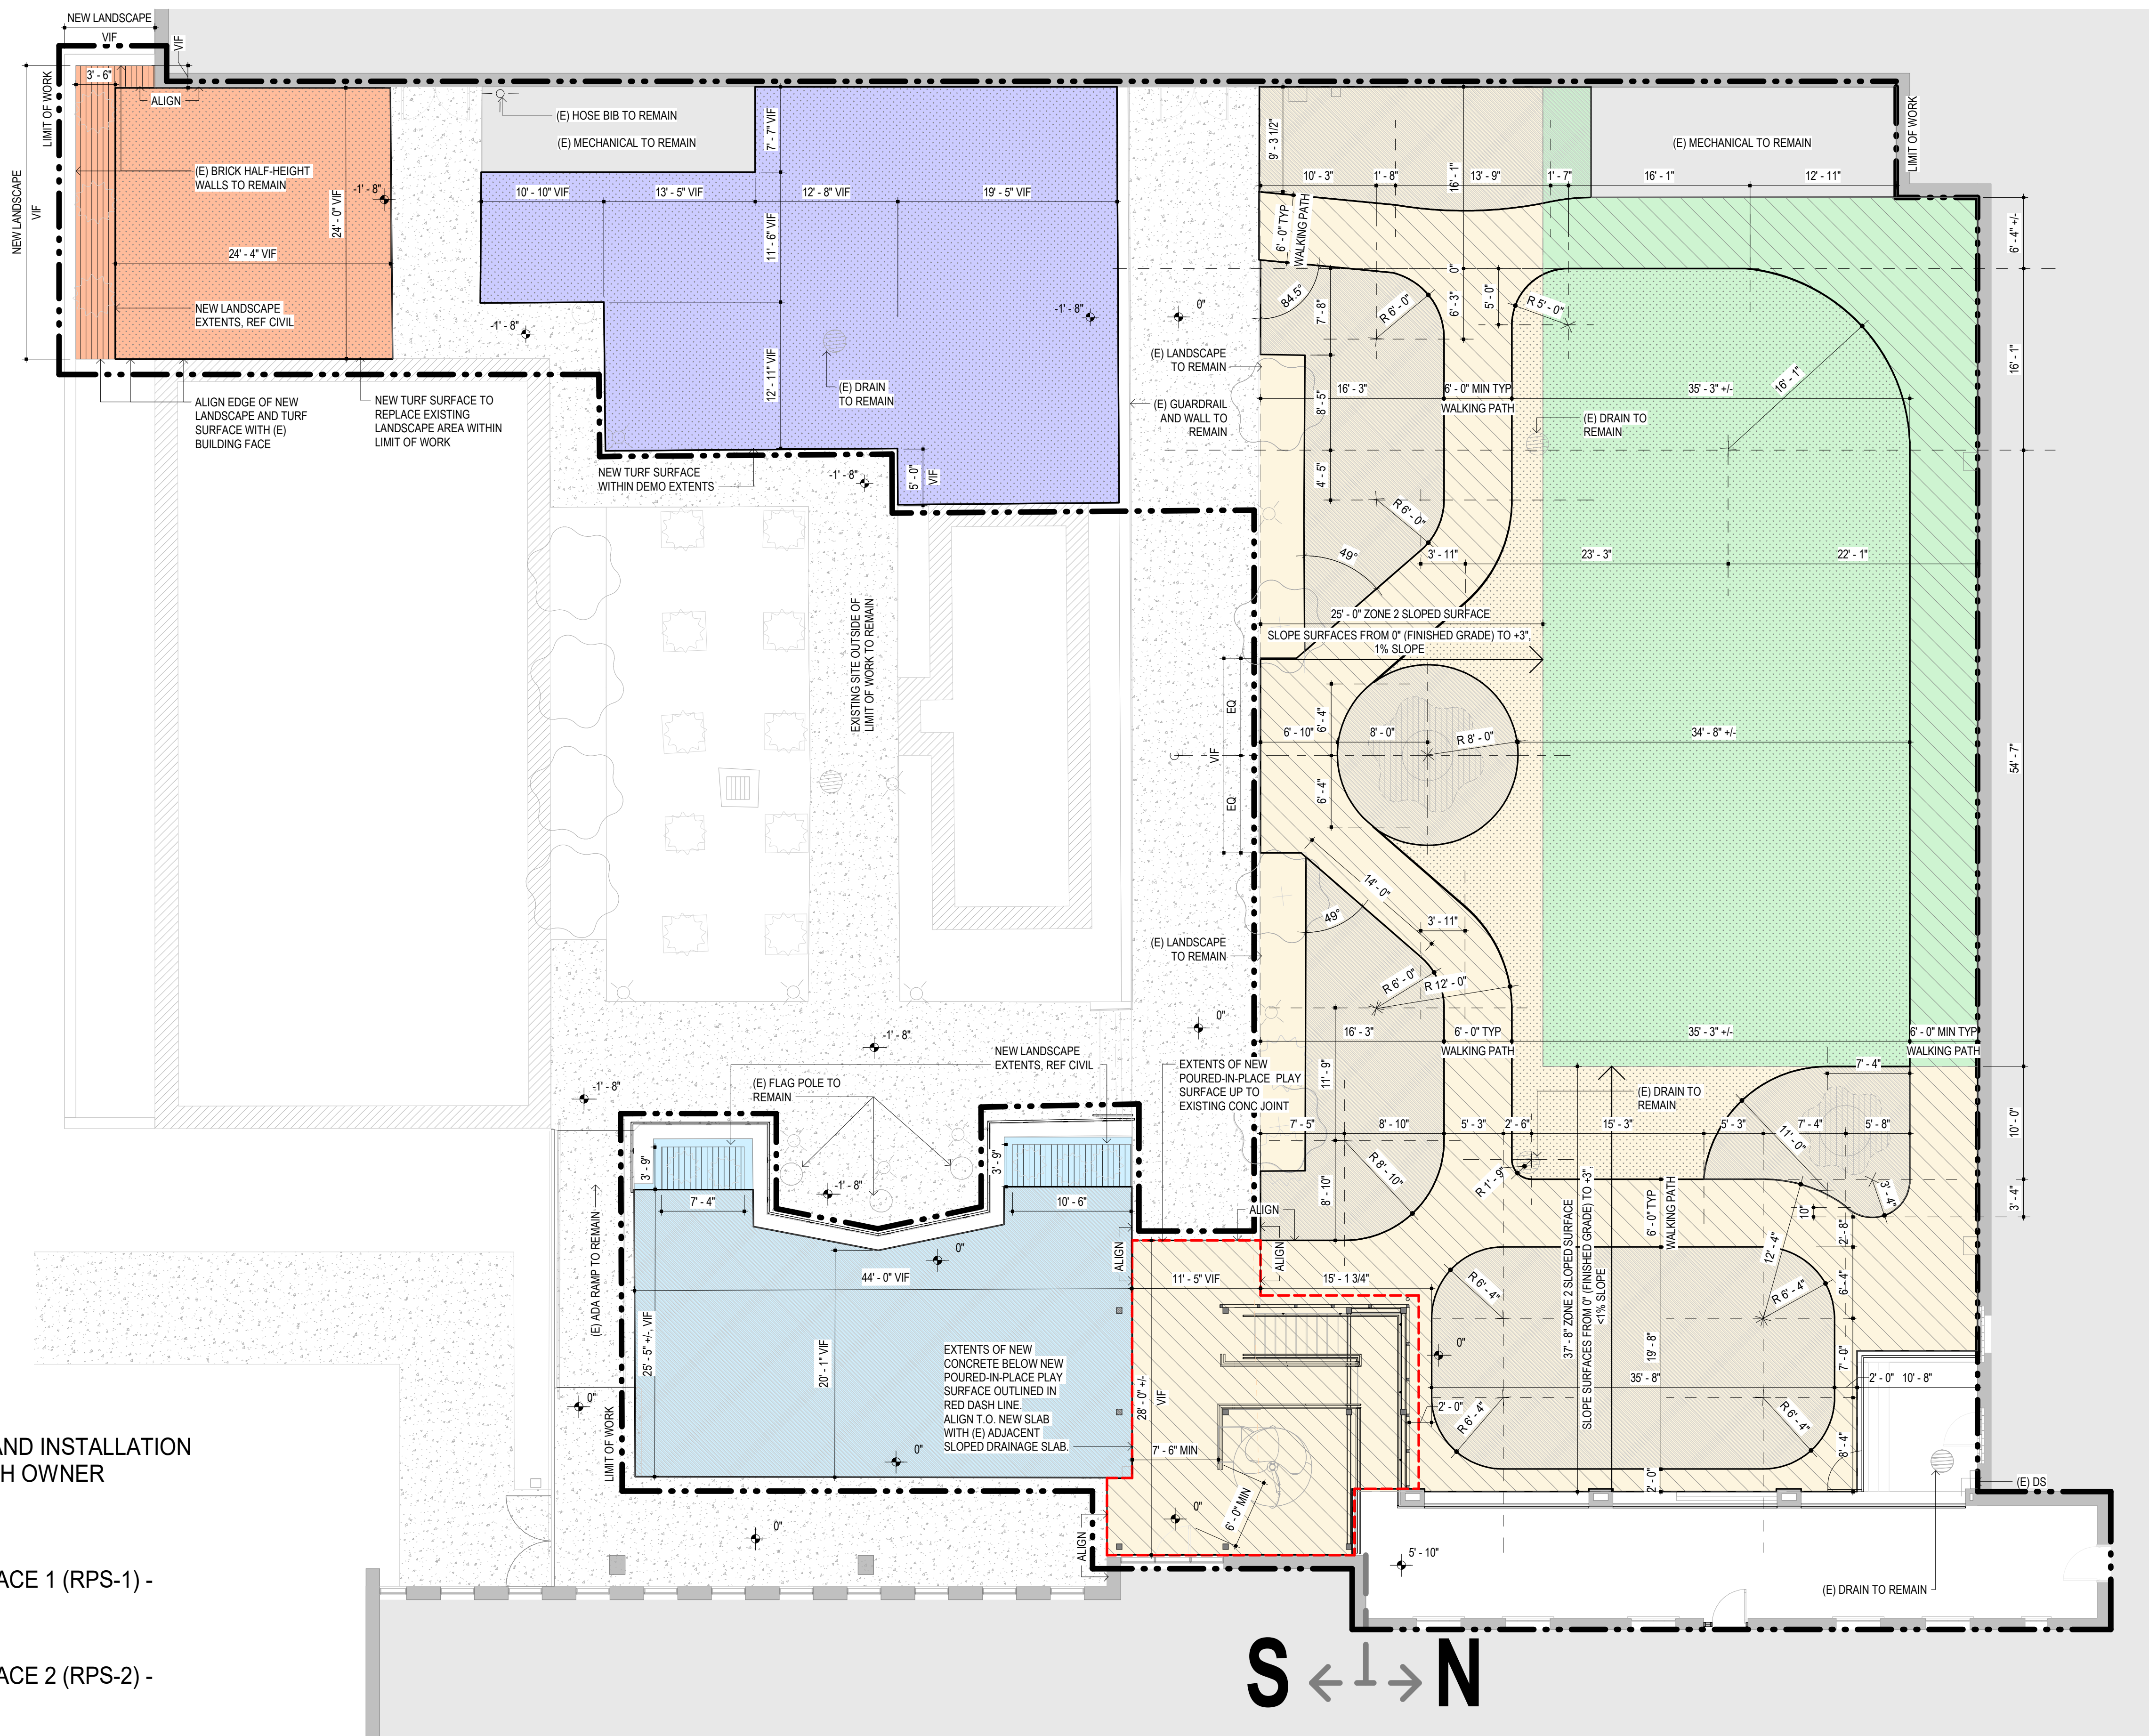 NEW LANDSCAPE
VIF
VIF
3' - 6"
ALIGN
LIMIT OF WORK
NEW LANDSCAPE
VIF
(E) BRICK HALF-HEIGHT
WALLS TO REMAIN
-1' - 8"
24' - 0" VIF
24' - 4" VIF
NEW LANDSCAPE
EXTENTS, REF CIVIL
ALIGN EDGE OF NEW
LANDSCAPE AND TURF
SURFACE WITH (E)
BUILDING FACE
NEW TURF SURFACE TO
REPLACE EXISTING
LANDSCAPE AREA WITHIN
LIMIT OF WORK
(E) HOSE BIB TO REMAIN
(E) MECHANICAL TO REMAIN
7' - 7" VIF
10' - 10" VIF
13' - 5" VIF
12' - 8" VIF
19' - 5" VIF
11' - 6" VIF
-1' - 8"
-1' - 8"
12' - 11" VIF
(E) DRAIN
TO REMAIN
NEW TURF SURFACE
WITHIN DEMO EXTENTS
-1' - 8"
5' - 0"
VIF
0"
(E) LANDSCAPE
TO REMAIN
(E) GUARDRAIL
AND WALL TO
REMAIN
EXISTING SITE OUTSIDE OF
LIMIT OF WORK TO REMAIN
9' - 3 1/2"
10' - 3"
1' - 8"
16' - 1"
13' - 9"
1' - 7"
16' - 1"
12' - 11"
(E) MECHANICAL TO REMAIN
LIMIT OF WORK
6' - 0" TYP
WALKING PATH
84.5°
7' - 8"
R 6' - 0"
0"
6' - 3"
5' - 0"
R 5' - 0"
6' - 4" +/-
16' - 1"
16' - 1"
16' - 3"
6' - 0" MIN TYP
WALKING PATH
35' - 3" +/-
8' - 5"
(E) DRAIN TO
REMAIN
4' - 5"
R 6' - 0"
49°
3' - 11"
23' - 3"
22' - 1"
25' - 0" ZONE 2 SLOPED SURFACE
SLOPE SURFACES FROM 0" (FINISHED GRADE) TO +3",
1% SLOPE
EQ
VIF
EQ
6' - 4"
6' - 10"
8' - 0"
R 8' - 0"
34' - 8" +/-
6' - 4"
54' - 7"
14' - 0"
49°
3' - 11"
(E) LANDSCAPE
TO REMAIN
R 6' - 0"
R 12' - 0"
0"
16' - 3"
6' - 0" TYP
WALKING PATH
35' - 3" +/-
6' - 0" MIN TYP
WALKING PATH
-1' - 8"
NEW LANDSCAPE
EXTENTS, REF CIVIL
-1' - 8"
(E) FLAG POLE TO
REMAIN
EXTENTS OF NEW
POURED-IN-PLACE PLAY
SURFACE UP TO
EXISTING CONC JOINT
11' - 9"
7' - 4"
(E) DRAIN TO
REMAIN
7' - 5"
8' - 10"
5' - 3"
2' - 6"
15' - 3"
5' - 3"
7' - 4"
5' - 8"
11' - 0"
10' - 0"
3' - 9"
3' - 9"
7' - 4"
-1' - 8"
10' - 6"
8' - 10"
R 8' - 10"
R 1' - 9"
3' - 4"
3' - 4"
10"
2' - 8"
(E) ADA RAMP TO REMAIN
ALIGN
ALIGN
ALIGN
0"
44' - 0" VIF
11' - 5" VIF
15' - 1 3/4"
25' - 5" +/-, VIF
20' - 1" VIF
EXTENTS OF NEW
CONCRETE BELOW NEW
POURED-IN-PLACE PLAY
SURFACE OUTLINED IN
RED DASH LINE.
ALIGN T.O. NEW SLAB
WITH (E) ADJACENT
SLOPED DRAINAGE SLAB.
28' - 0" +/-
VIF
7' - 6" MIN
6' - 0" MIN
0"
0"
0"
0"
0"
2' - 0"
R 6' - 4"
R 6' - 4"
R 6' - 4"
R 6' - 4"
37' - 8" ZONE 2 SLOPED SURFACE
SLOPE SURFACES FROM 0" (FINISHED GRADE) TO +3",
<1% SLOPE
6' - 0" TYP
WALKING PATH
12' - 4"
6' - 4"
19' - 8"
35' - 8"
7' - 0"
2' - 0"
10' - 8"
8' - 4"
2' - 0"
LIMIT OF WORK
ALIGN
(E) DS
5' - 10"
(E) DRAIN TO REMAIN
AND INSTALLATION
H OWNER
ACE 1 (RPS-1) -
ACE 2 (RPS-2) -
S
N